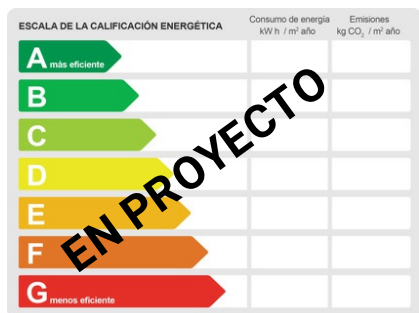 ESCALA DE LA CALIFICACIÓN ENERGÉTICA
Consumo de energía
kW h / m² año
Emisiones
kg CO₂ / m² año
A más eficiente
B
C
D
E
F
G menos eficiente
EN PROYECTO